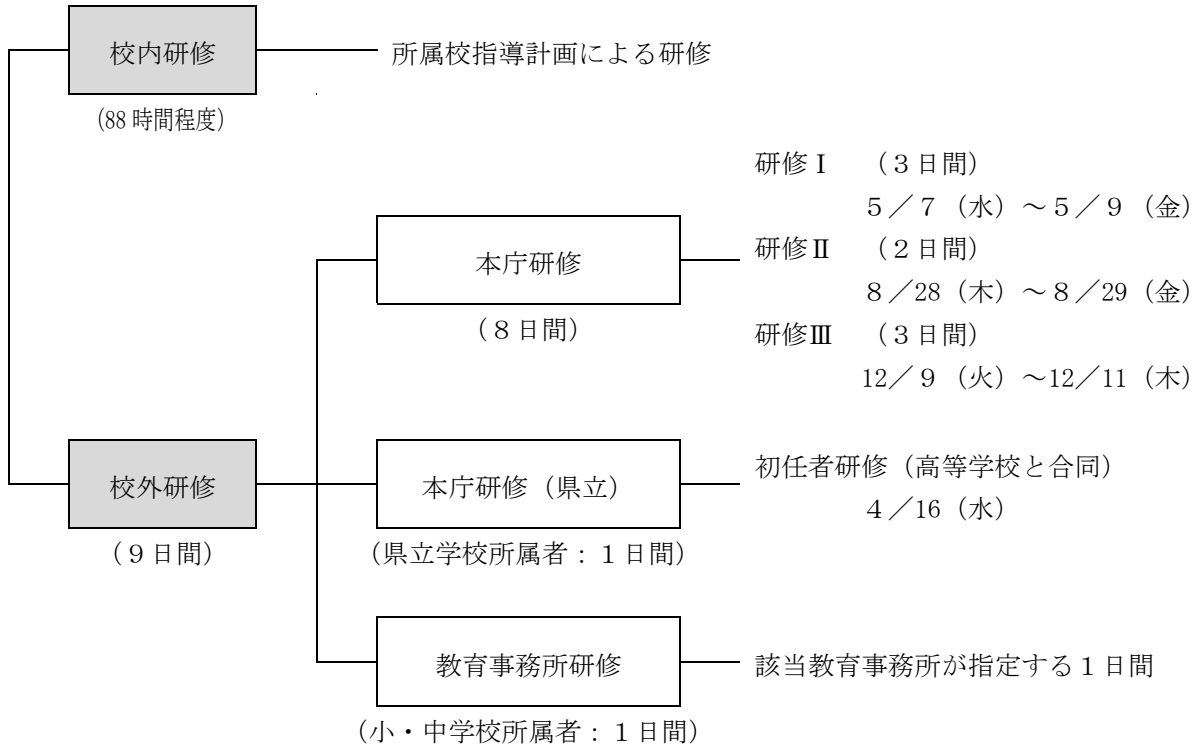 校内研修
所属校指導計画による研修
(88 時間程度)
研修Ⅰ （３日間）
５／７（水）～５／９（金）
本庁研修
研修Ⅱ （２日間）
８／28（木）～８／29（金）
（８日間）
研修Ⅲ （３日間）
12／９（火）～12／11（木）
校外研修
本庁研修（県立）
初任者研修（高等学校と合同）
４／16（水）
（９日間）
（県立学校所属者：１日間）
教育事務所研修
該当教育事務所が指定する１日間
（小・中学校所属者：１日間）